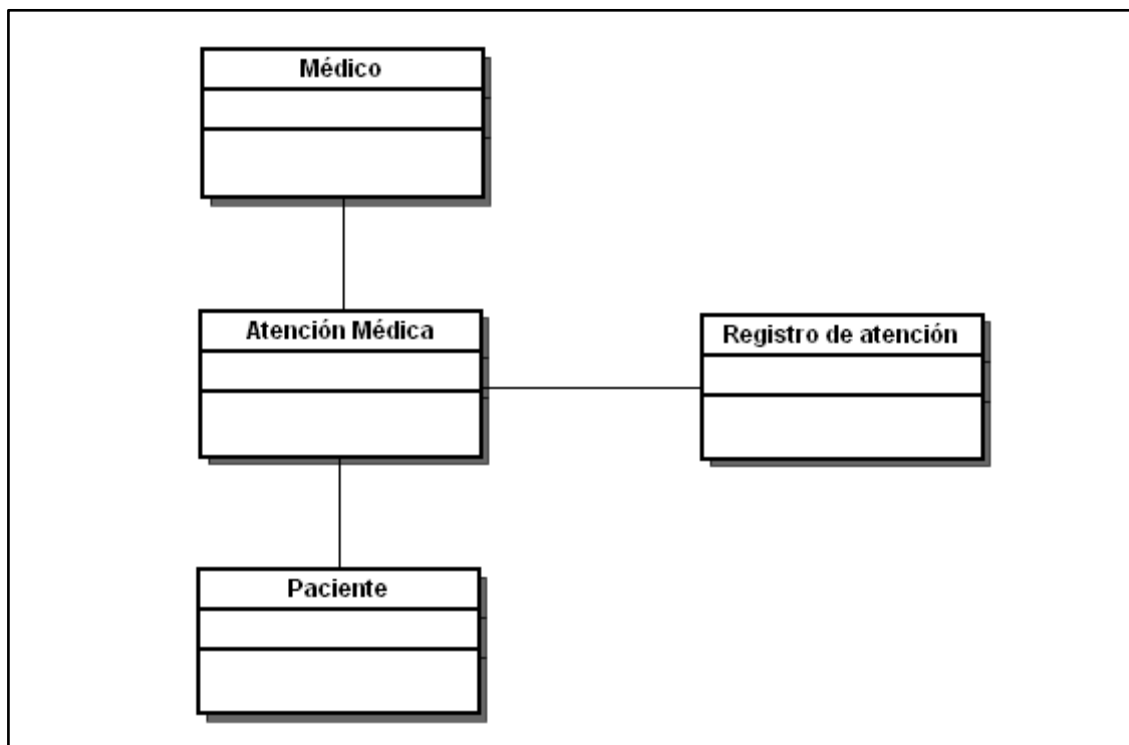 Médico
Atención Médica
Registro de atención
Paciente